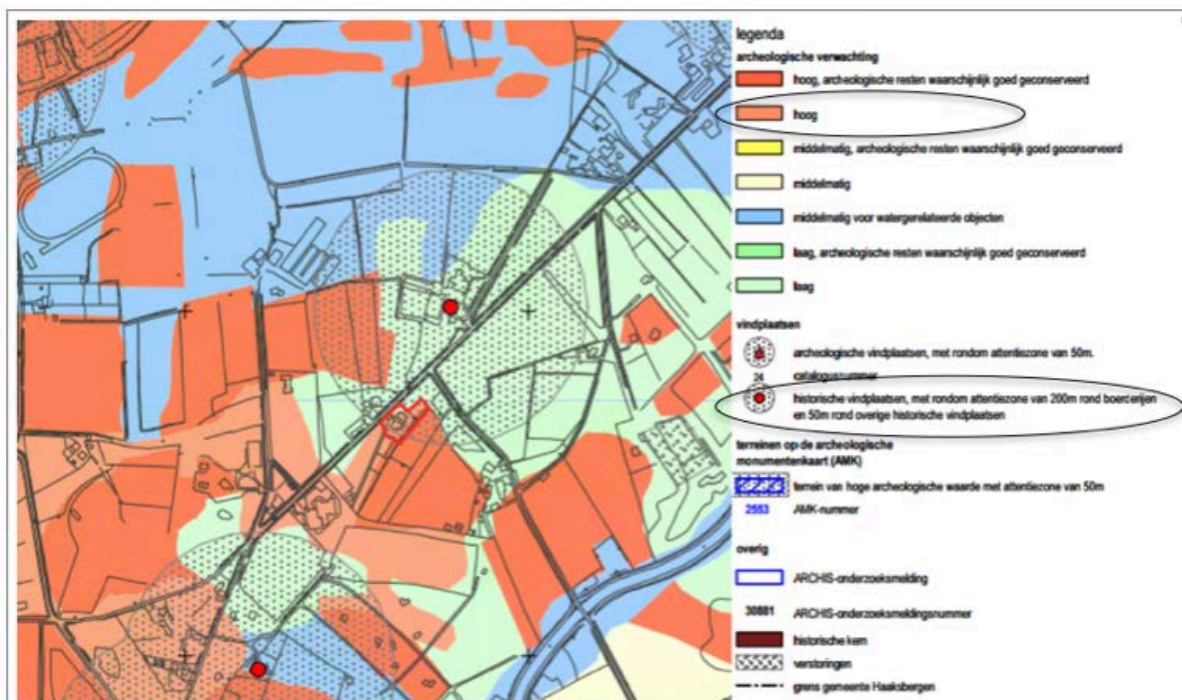 legenda
archeologische verwachting
hoog, archeologische resten waarschijnlijk goed geconserveerd
hoog
middelmatig, archeologische resten waarschijnlijk goed geconserveerd
middelmatig
middelmatig voor watergerelateerde objecten
laag, archeologische resten waarschijnlijk goed geconserveerd
laag
vindplaatsen
archeologische vindplaatsen, met rondom attentiezone van 50m.
24 catalogusnummer
historische vindplaatsen, met rondom attentiezone van 200m rond boerderijen
en 50m rond overige historische vindplaatsen
terreinen op de archeologische
monumentenkaart (AMK)
terrein van hoge archeologische waarde met attentiezone van 50m
2553 AMK-nummer
overig
ARCHIS-onderzoeksmelding
30881 ARCHIS-onderzoeksmeldingsnummer
historische kern
verstoringen
grens gemeente Haaksbergen